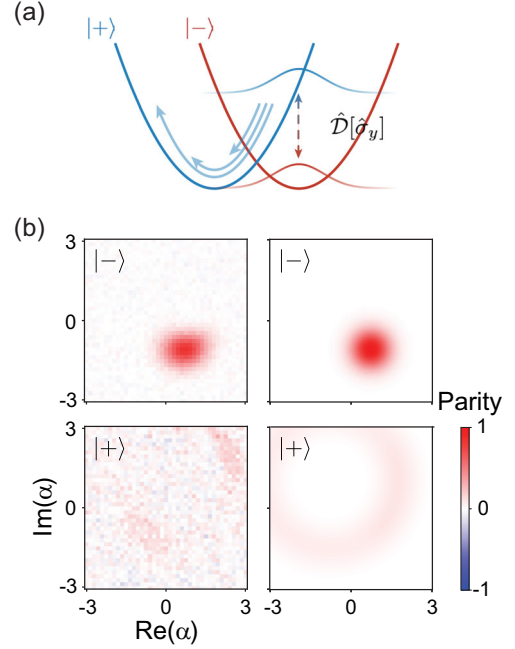 (a)
|+⟩ |−⟩
𝒟̂[σ̂_y]
(b)
3 |−⟩ |−⟩
0
-3
Parity
3 |+⟩ |+⟩ 1
Im(α) 0 0
-3 -1
-3 0 3 -3 0 3
Re(α)